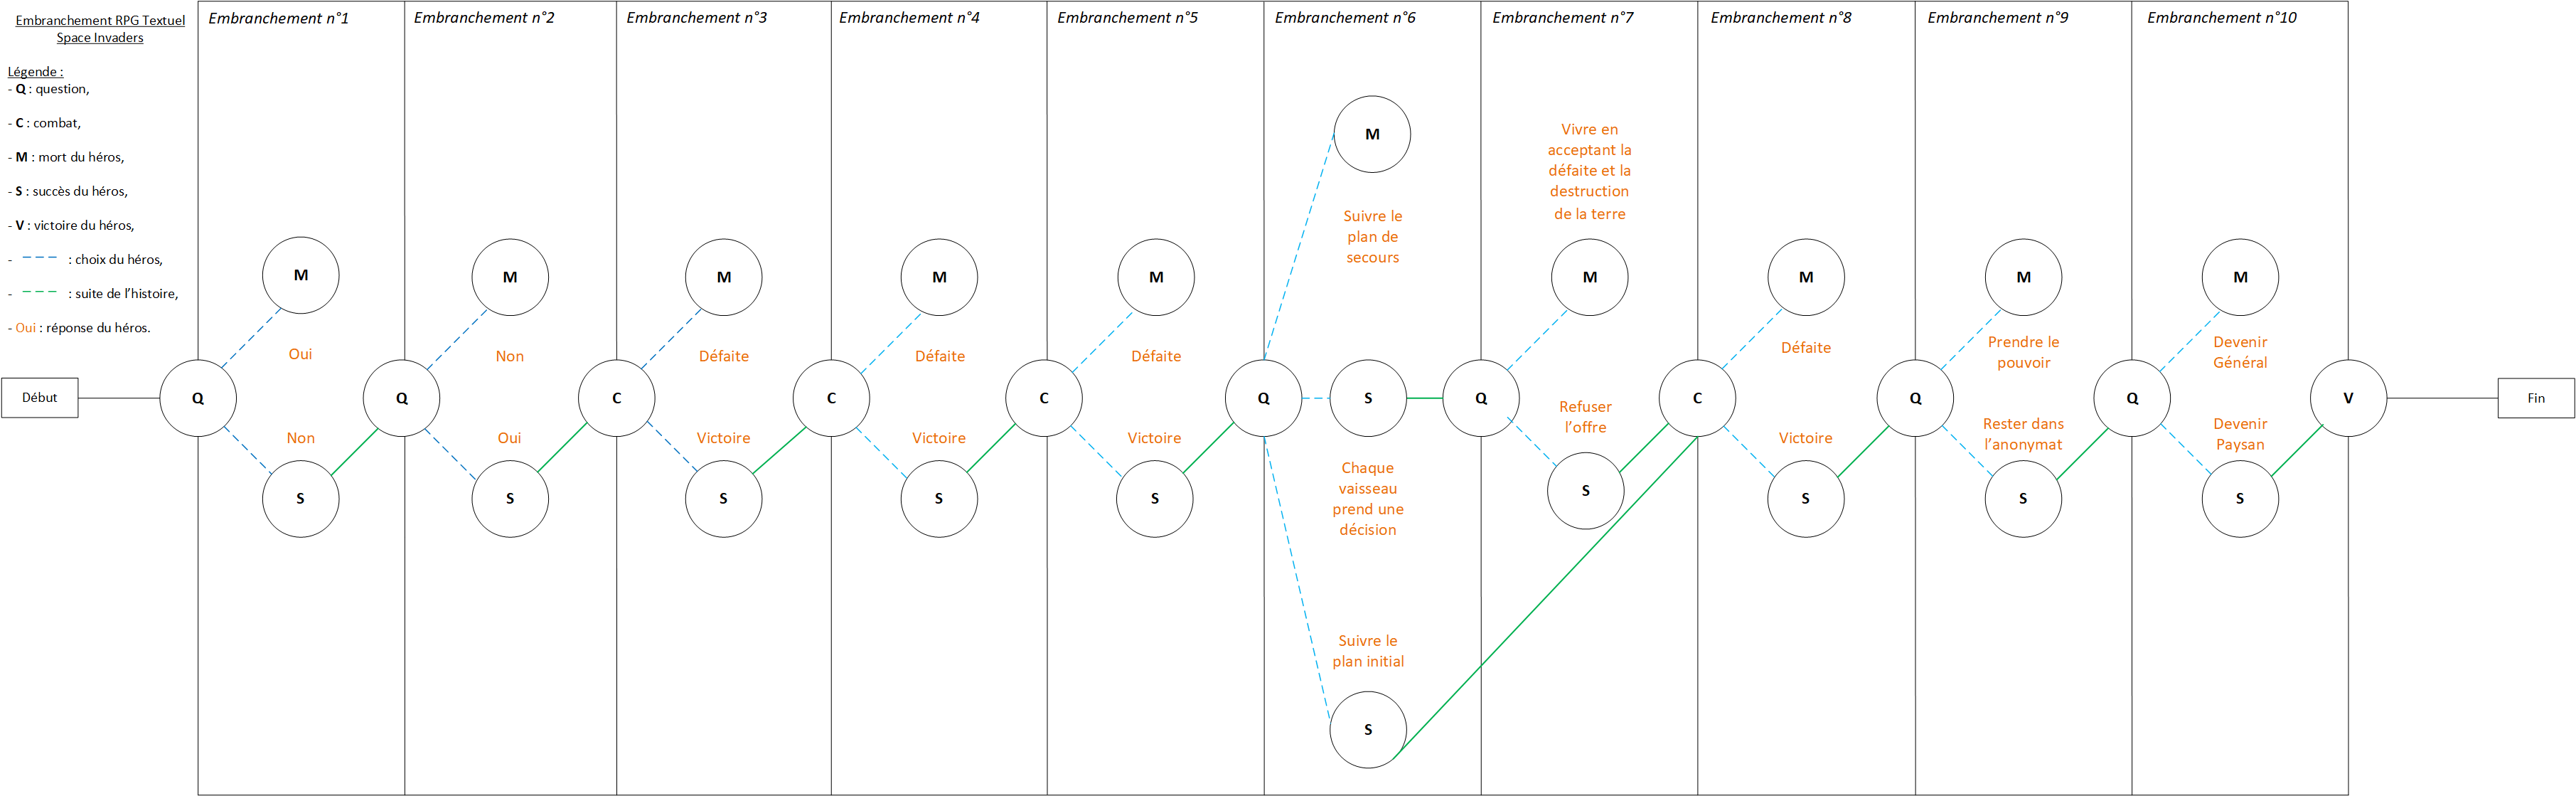 Embranchement RPG Textuel
Space Invaders
Légende :
- Q : question,
- C : combat,
- M : mort du héros,
- S : succès du héros,
- V : victoire du héros,
- : choix du héros,
- : suite de l'histoire,
- Oui : réponse du héros.
Début
Embranchement n°1
Q
M
Oui
Non
S
Embranchement n°2
Q
M
Non
Oui
S
Embranchement n°3
C
M
Défaite
Victoire
S
Embranchement n°4
C
M
Défaite
Victoire
S
Embranchement n°5
C
M
Défaite
Victoire
S
Embranchement n°6
Q
M
Suivre le
plan de
secours
S
Chaque
vaisseau
prend une
décision
Suivre le
plan initial
S
Embranchement n°7
Q
Vivre en
acceptant la
défaite et la
destruction
de la terre
M
Refuser
l'offre
S
Embranchement n°8
C
M
Défaite
Victoire
S
Embranchement n°9
Q
M
Prendre le
pouvoir
Rester dans
l'anonymat
S
Embranchement n°10
Q
M
Devenir
Général
Devenir
Paysan
S
V
Fin